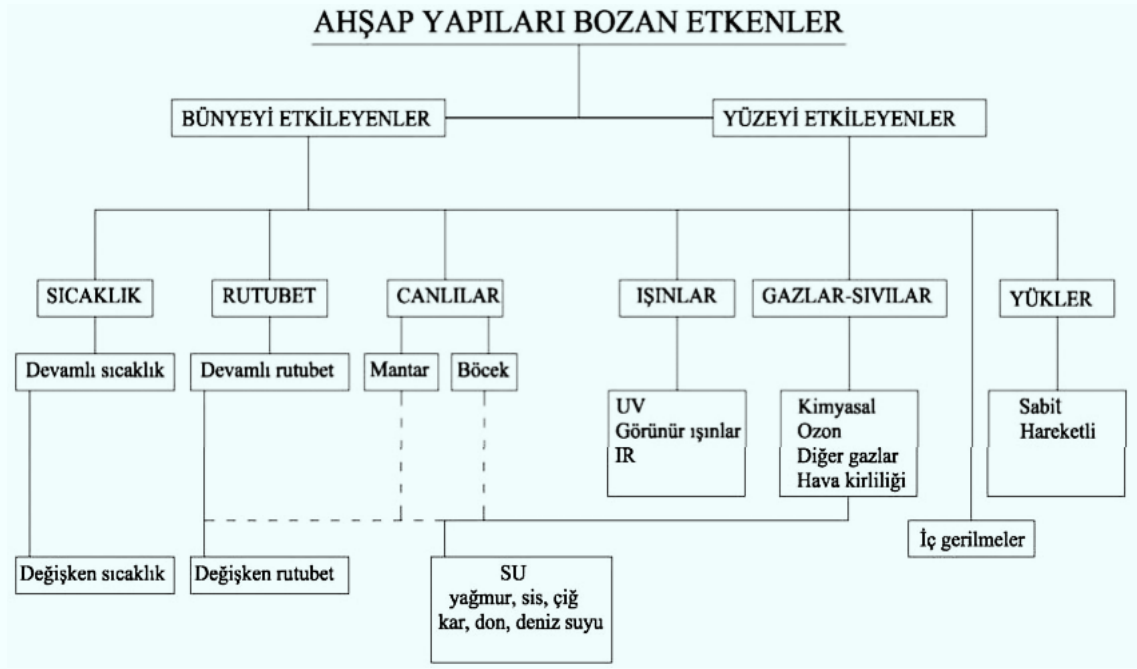 AHŞAP YAPILARI BOZAN ETKENLER
BÜNYEYİ ETKİLEYENLER
YÜZEYİ ETKİLEYENLER
SICAKLIK
RUTUBET
CANLILAR
IŞINLAR
GAZLAR-SIVILAR
YÜKLER
Devamlı sıcaklık
Devamlı rutubet
Mantar
Böcek
UV
Görünür ışınlar
IR
Kimyasal
Ozon
Diğer gazlar
Hava kirliliği
Sabit
Hareketli
İç gerilmeler
Değişken sıcaklık
Değişken rutubet
SU
yağmur, sis, çiğ
kar, don, deniz suyu